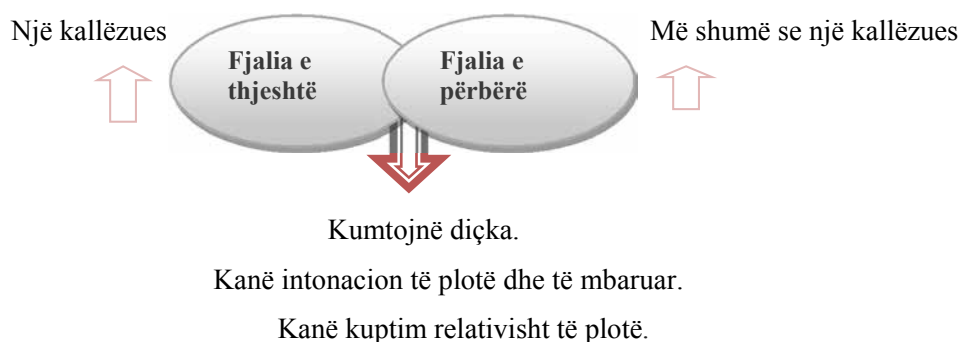 Një kallëzues
Fjalia e
thjeshtë
Fjalia e
përbërë
Më shumë se një kallëzues
Kumtojnë diçka.
Kanë intonacion të plotë dhe të mbaruar.
Kanë kuptim relativisht të plotë.